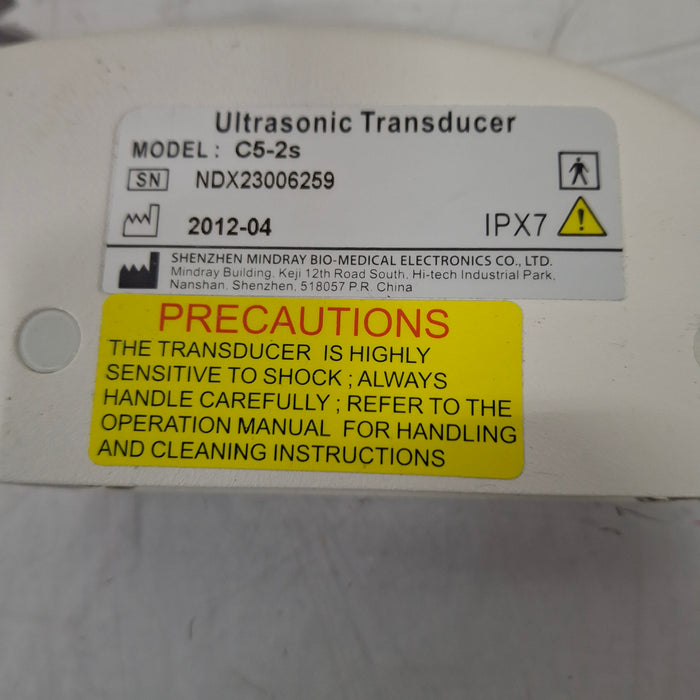 Ultrasonic Transducer
MODEL: C5-2s
SN NDX23006259
2012-04 IPX7
SHENZHEN MINDRAY BIO-MEDICAL ELECTRONICS CO., LTD.
Mindray Building, Keji 12th Road South, Hi-tech Industrial Park,
Nanshan, Shenzhen, 518057 P.R. China
PRECAUTIONS
THE TRANSDUCER IS HIGHLY
SENSITIVE TO SHOCK ; ALWAYS
HANDLE CAREFULLY ; REFER TO THE
OPERATION MANUAL FOR HANDLING
AND CLEANING INSTRUCTIONS